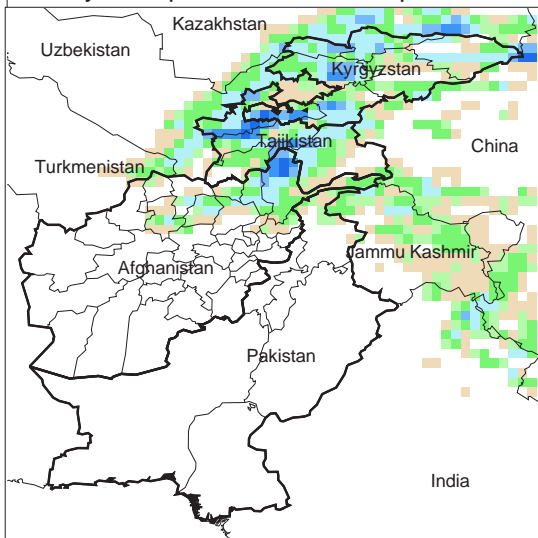 Kazakhstan
Uzbekistan
Kyrgyzstan
Tajikistan
China
Turkmenistan
Jammu Kashmir
Afghanistan
Pakistan
India